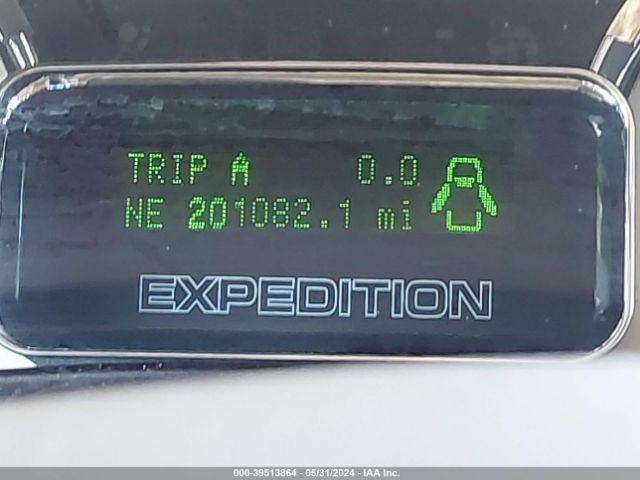 TRIP A 0.0
NE 201082.1 mi
EXPEDITION
000-39513864 - 05/31/2024 - IAA Inc.